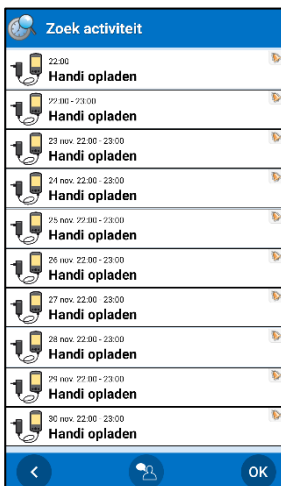 Zoek activiteit
22:00
Handi opladen
22:00 - 23:00
Handi opladen
23 nov. 22:00 - 23:00
Handi opladen
24 nov. 22:00 - 23:00
Handi opladen
25 nov. 22:00 - 23:00
Handi opladen
26 nov. 22:00 - 23:00
Handi opladen
27 nov. 22:00 - 23:00
Handi opladen
28 nov. 22:00 - 23:00
Handi opladen
29 nov. 22:00 - 23:00
Handi opladen
30 nov. 22:00 - 23:00
Handi opladen
OK